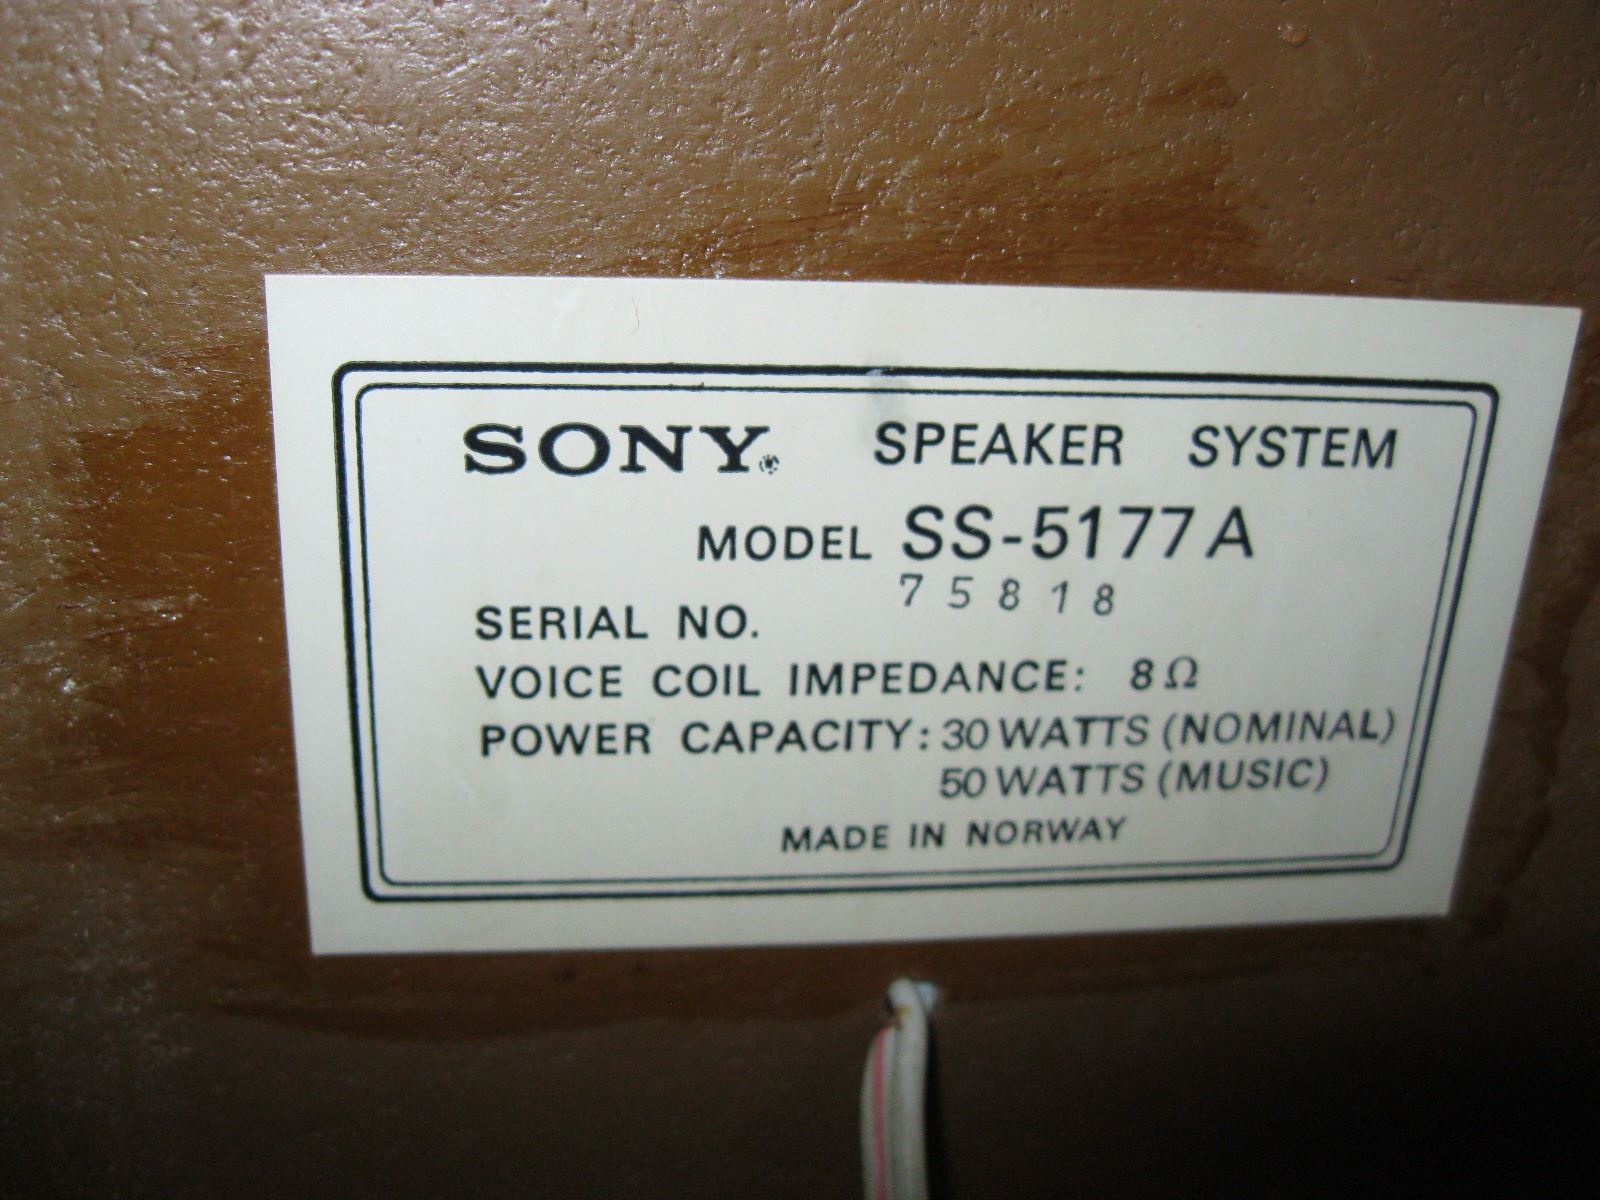 SONY SPEAKER SYSTEM
MODEL SS-5177A
75818
SERIAL NO.
VOICE COIL IMPEDANCE: 8Ω
POWER CAPACITY: 30 WATTS (NOMINAL)
50 WATTS (MUSIC)
MADE IN NORWAY